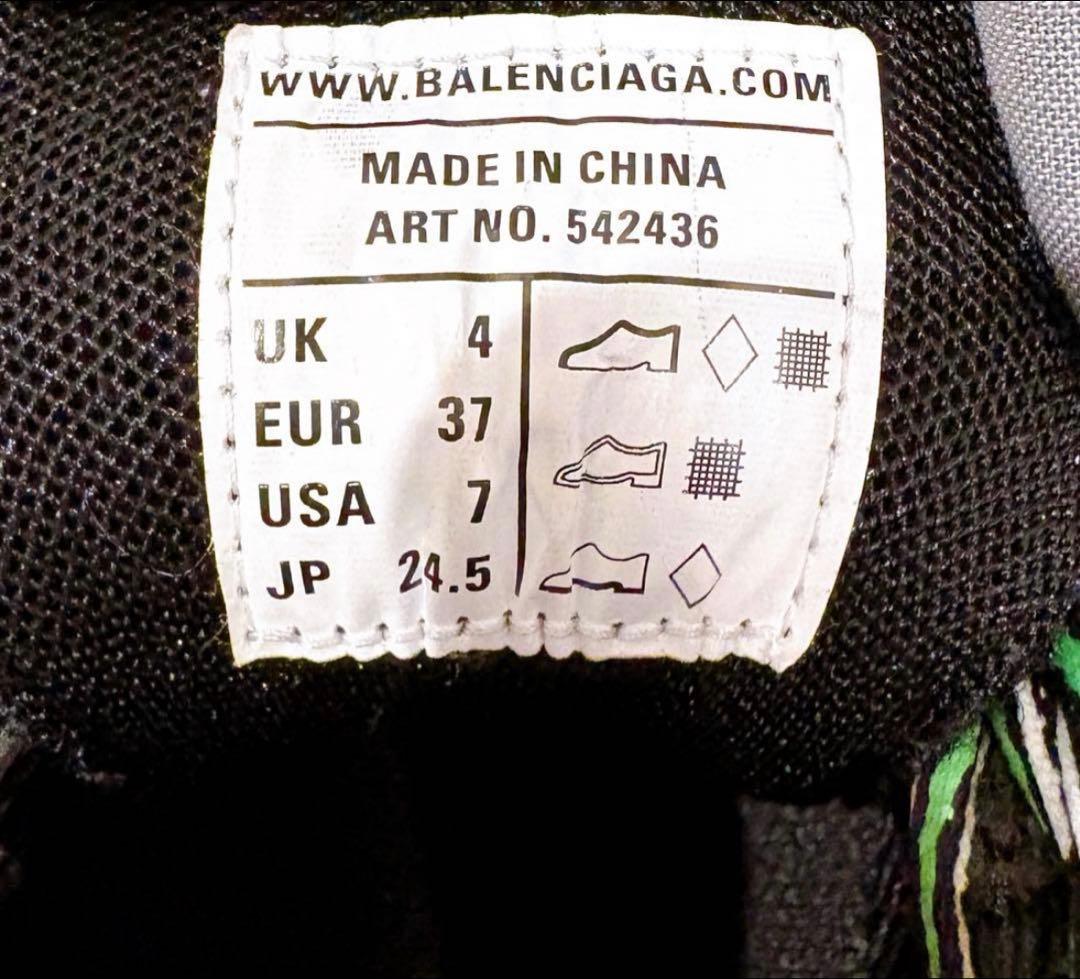 WWW.BALENCIAGA.COM
MADE IN CHINA
ART NO. 542436
UK 4
EUR 37
USA 7
JP 24.5